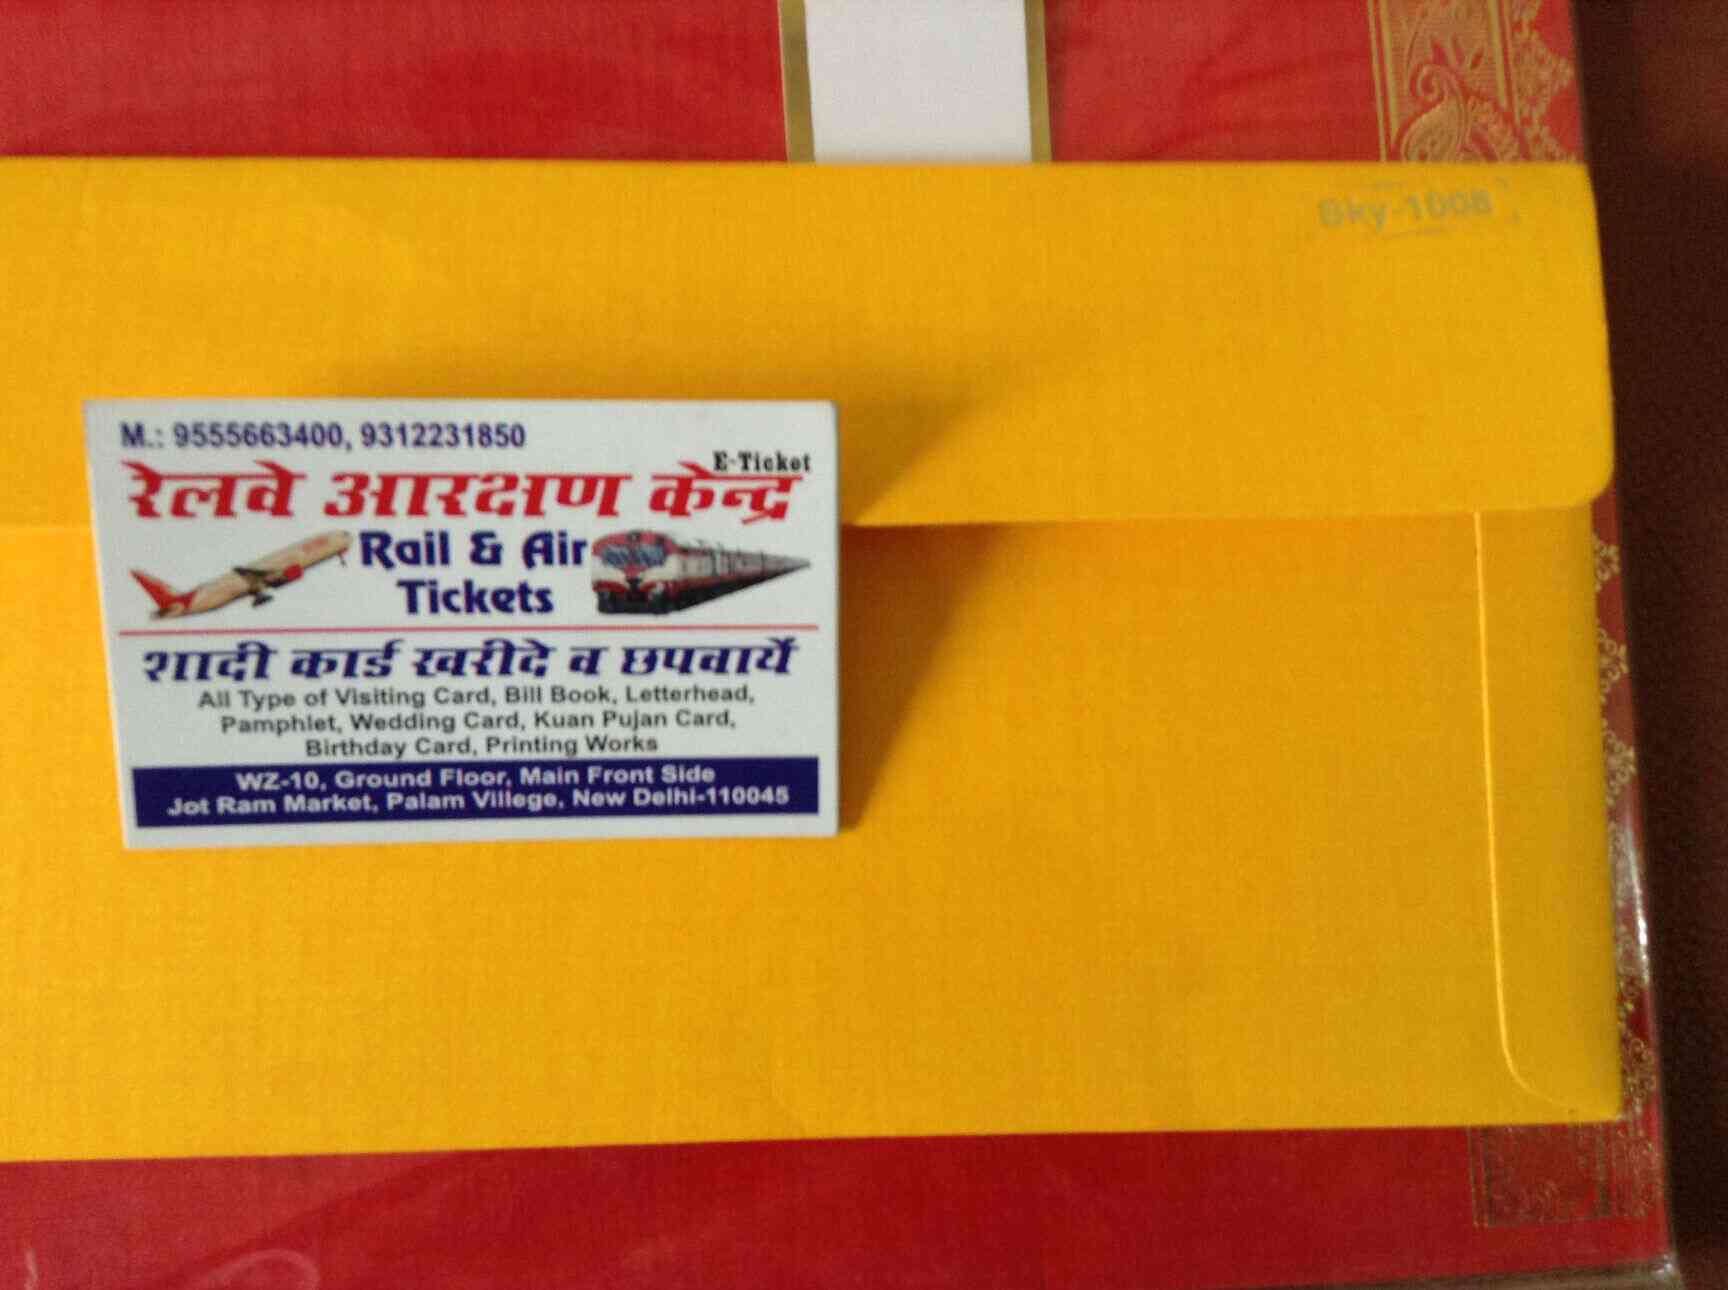 Sky-1008
M.: 9555663400, 9312231850
E-Ticket
रेलवे आरक्षण केन्द्र
Rail & Air
Tickets
शादी कार्ड खरीदे व छपवायें
All Type of Visiting Card, Bill Book, Letterhead,
Pamphlet, Wedding Card, Kuan Pujan Card,
Birthday Card, Printing Works
WZ-10, Ground Floor, Main Front Side
Jot Ram Market, Palam Villege, New Delhi-110045